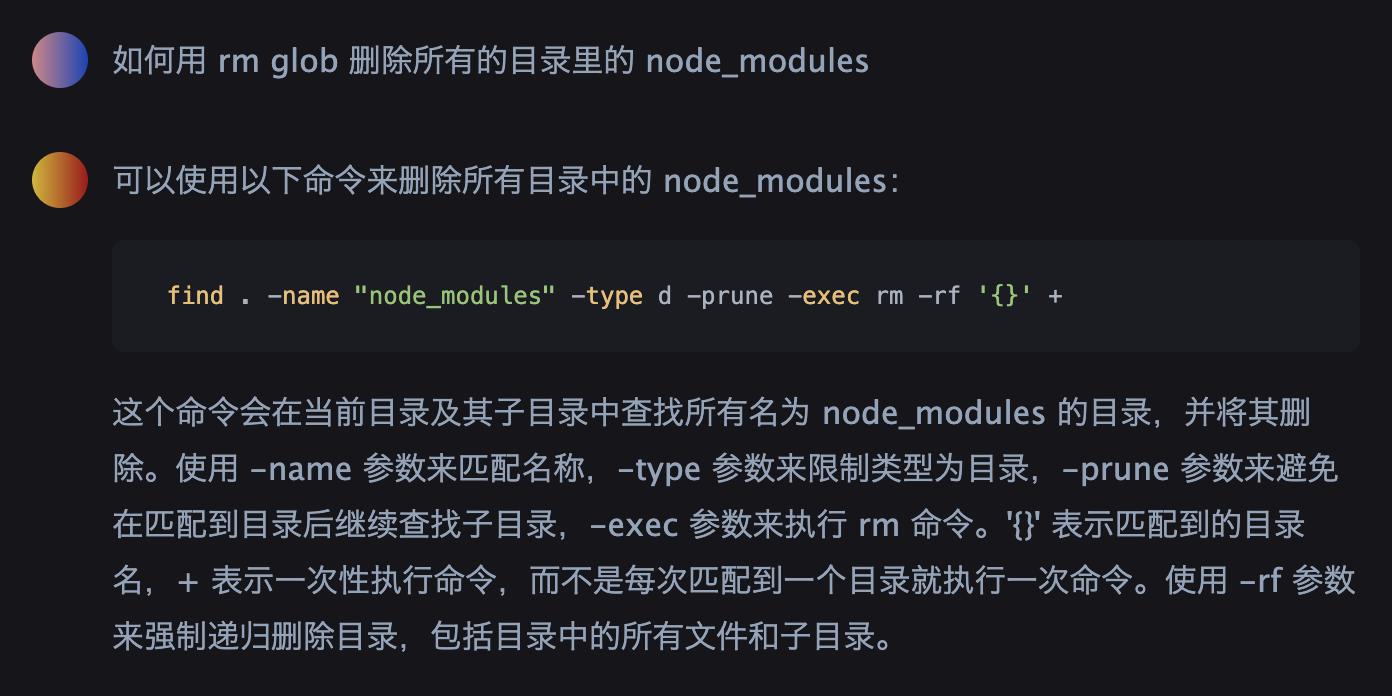 如何用 rm glob 删除所有的目录里的 node_modules
可以使用以下命令来删除所有目录中的 node_modules：
find . -name "node_modules" -type d -prune -exec rm -rf '{}' +
这个命令会在当前目录及其子目录中查找所有名为 node_modules 的目录，并将其删
除。使用 -name 参数来匹配名称，-type 参数来限制类型为目录，-prune 参数来避免
在匹配到目录后继续查找子目录，-exec 参数来执行 rm 命令。'{}' 表示匹配到的目录
名，+ 表示一次性执行命令，而不是每次匹配到一个目录就执行一次命令。使用 -rf 参数
来强制递归删除目录，包括目录中的所有文件和子目录。